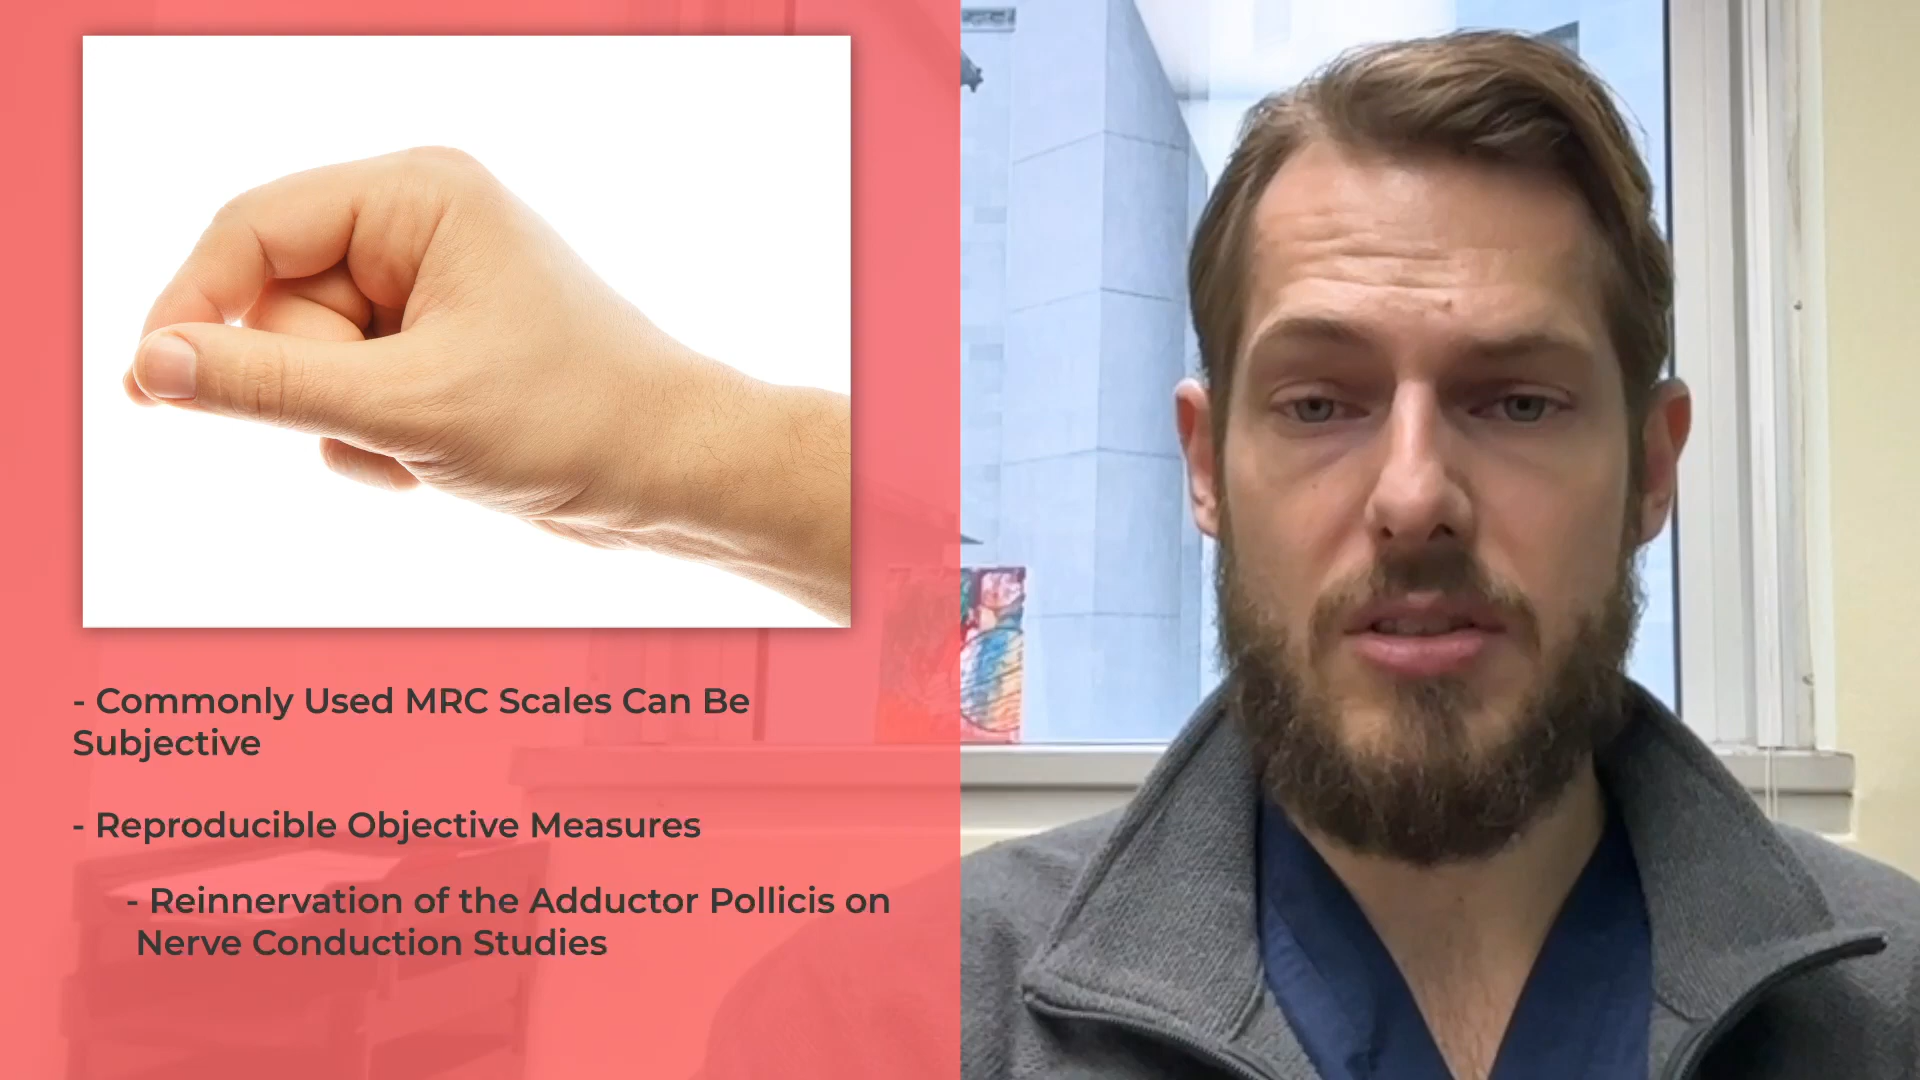 - Commonly Used MRC Scales Can Be
Subjective
- Reproducible Objective Measures
- Reinnervation of the Adductor Pollicis on
Nerve Conduction Studies